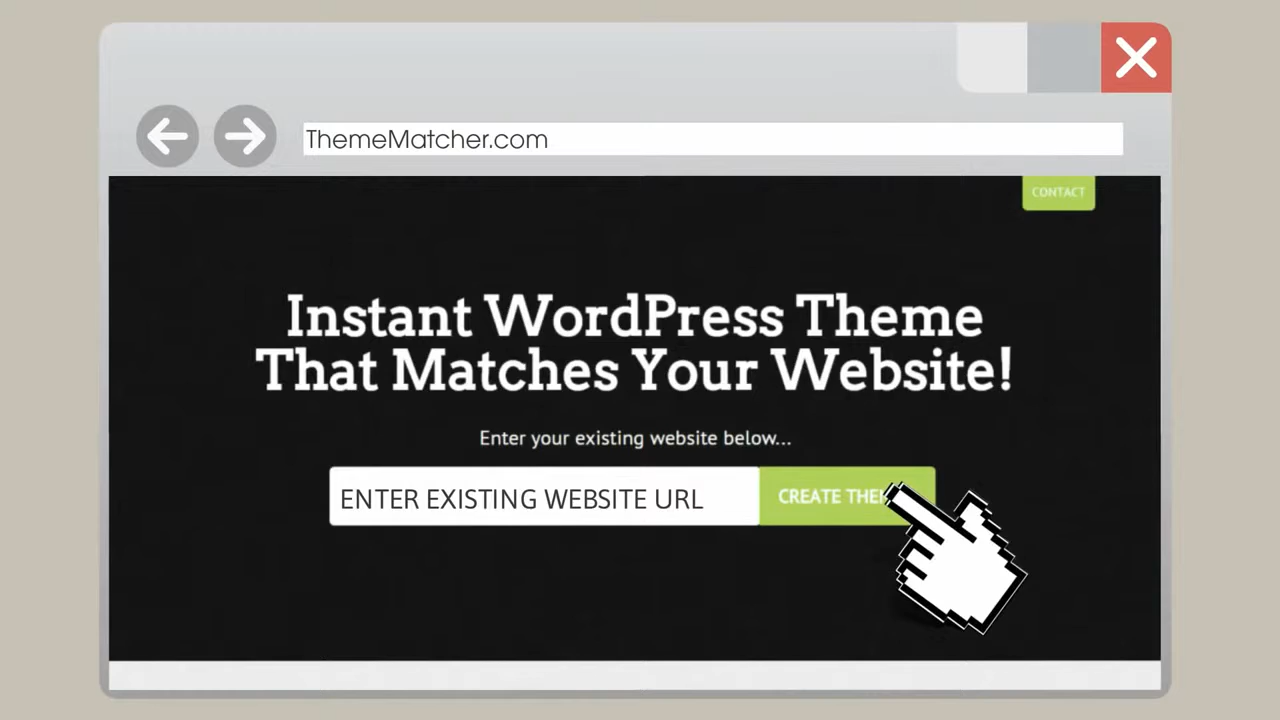 ThemeMatcher.com
CONTACT
Instant WordPress Theme
That Matches Your Website!
Enter your existing website below...
ENTER EXISTING WEBSITE URL
CREATE